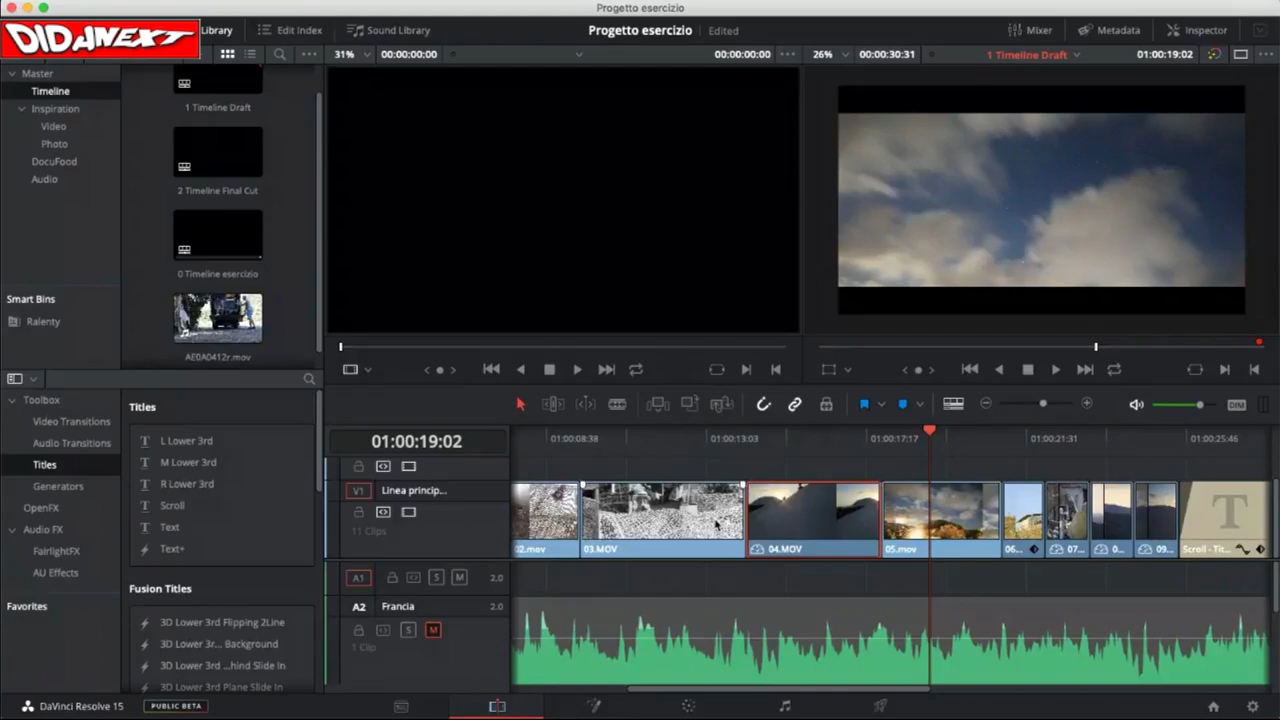 Progetto esercizio
DIDANEXT
Library
Edit Index
Sound Library
Progetto esercizio
Edited
Mixer
Metadata
Inspector
31%
00:00:00:00
00:00:00:00
26%
00:00:30:31
1 Timeline Draft
01:00:19:02
Master
Timeline
Inspiration
Video
Photo
DocuFood
Audio
1 Timeline Draft
2 Timeline Final Cut
0 Timeline esercizio
AE0A0412r.mov
Smart Bins
Ralenty
Toolbox
Video Transitions
Audio Transitions
Titles
Generators
OpenFX
Audio FX
FairlightFX
AU Effects
Favorites
Titles
L Lower 3rd
M Lower 3rd
R Lower 3rd
Scroll
Text
Text+
Fusion Titles
3D Lower 3rd Flipping 2Line
3D Lower 3r... Background
3D Lower 3rd ...hind Slide In
3D Lower 3rd Plane Slide In
DIM
01:00:19:02
01:00:08:38
01:00:13:03
01:00:17:17
01:00:21:31
01:00:25:46
V1
Linea princip...
11 Clips
02.mov
03.MOV
04.MOV
05.mov
06...
07...
0...
09...
Scroll - Tit...
T
A1
S
M
2.0
A2
Francia
2.0
S
M
1 Clip
DaVinci Resolve 15
PUBLIC BETA